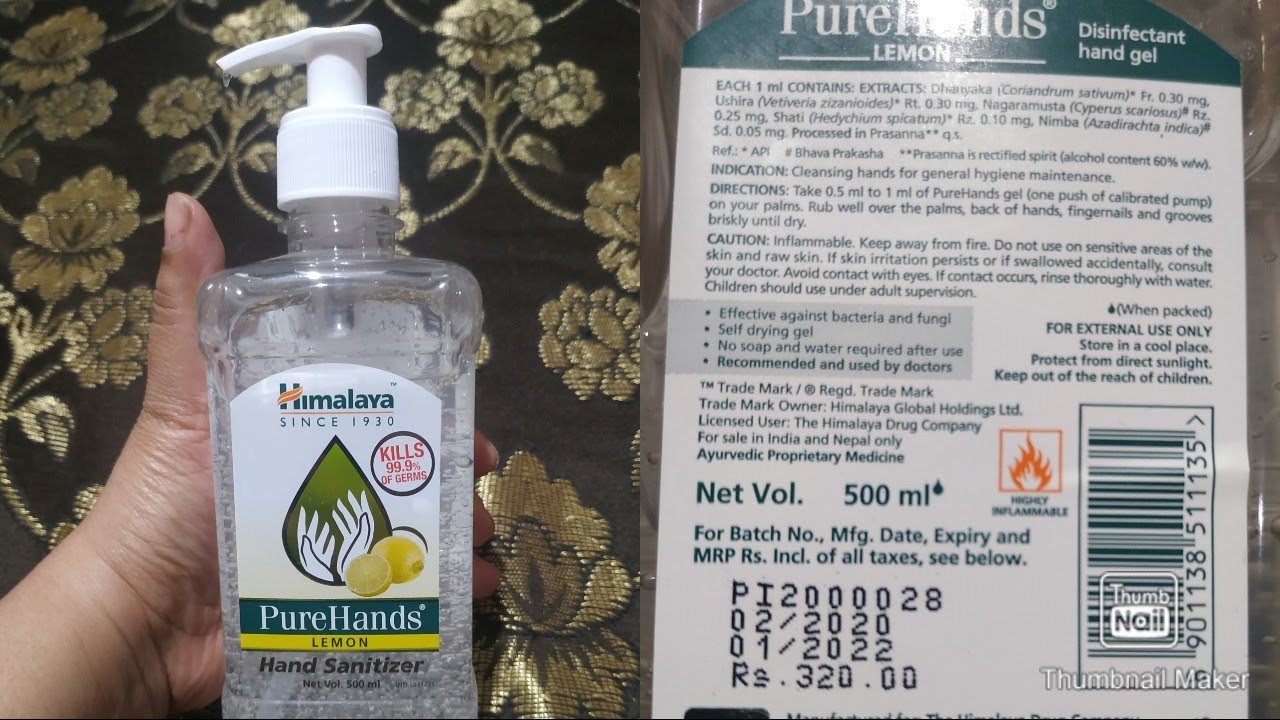 Himalaya™
SINCE 1930
KILLS
99.9%
OF GERMS
PureHands®
LEMON
Hand Sanitizer
Net Vol. 500 ml
PureHands®
LEMON
Disinfectant
hand gel
EACH 1 ml CONTAINS: EXTRACTS: Dhanyaka (Coriandrum sativum)* Fr. 0.30 mg,
Ushira (Vetiveria zizanioides)* Rt. 0.30 mg, Nagaramusta (Cyperus scariosus)# Rz.
0.25 mg, Shati (Hedychium spicatum)* Rz. 0.10 mg, Nimba (Azadirachta indica)#
Sd. 0.05 mg. Processed in Prasanna** q.s.
Ref.: * API # Bhava Prakasha **Prasanna is rectified spirit (alcohol content 60% w/w).
INDICATION: Cleansing hands for general hygiene maintenance.
DIRECTIONS: Take 0.5 ml to 1 ml of PureHands gel (one push of calibrated pump)
on your palms. Rub well over the palms, back of hands, fingernails and grooves
briskly until dry.
CAUTION: Inflammable. Keep away from fire. Do not use on sensitive areas of the
skin and raw skin. If skin irritation persists or if swallowed accidentally, consult
your doctor. Avoid contact with eyes. If contact occurs, rinse thoroughly with water.
Children should use under adult supervision.
• Effective against bacteria and fungi
• Self drying gel
• No soap and water required after use
• Recommended and used by doctors
(When packed)
FOR EXTERNAL USE ONLY
Store in a cool place.
Protect from direct sunlight.
Keep out of the reach of children.
™ Trade Mark / ® Regd. Trade Mark
Trade Mark Owner: Himalaya Global Holdings Ltd.
Licensed User: The Himalaya Drug Company
For sale in India and Nepal only
Ayurvedic Proprietary Medicine
HIGHLY
INFLAMMABLE
Net Vol. 500 ml
For Batch No., Mfg. Date, Expiry and
MRP Rs. Incl. of all taxes, see below.
PI2000028
02/2020
01/2022
Rs.320.00
8901138511135
Thumb
Nail
Thumbnail Maker